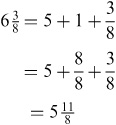 6 3/8 = 5 + 1 + 3/8
= 5 + 8/8 + 3/8
= 5 11/8